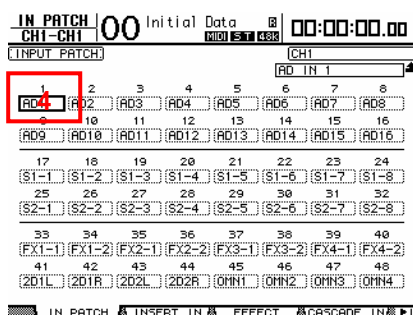 IN PATCH
CH1-CH1
00 Initial Data R 00:00:00.00
MIDI S T 48k
INPUT PATCH
CH1
AD IN 1
1 2 3 4 5 6 7 8
AD 4 AD2 AD3 AD4 AD5 AD6 AD7 AD8
9 10 11 12 13 14 15 16
AD9 AD10 AD11 AD12 AD13 AD14 AD15 AD16
17 18 19 20 21 22 23 24
S1-1 S1-2 S1-3 S1-4 S1-5 S1-6 S1-7 S1-8
25 26 27 28 29 30 31 32
S2-1 S2-2 S2-3 S2-4 S2-5 S2-6 S2-7 S2-8
33 34 35 36 37 38 39 40
FX1-1 FX1-2 FX2-1 FX2-2 FX3-1 FX3-2 FX4-1 FX4-2
41 42 43 44 45 46 47 48
2D1L 2D1R 2D2L 2D2R OMN1 OMN2 OMN3 OMN4
IN PATCH INSERT IN EFFECT CASCADE IN